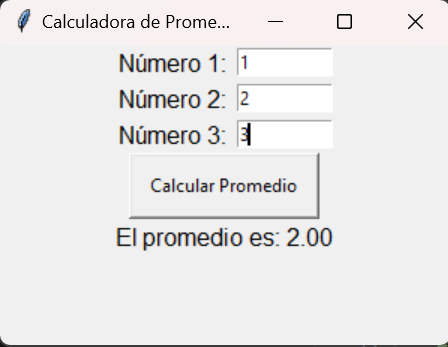 Calculadora de Prome...
Número 1: 1
Número 2: 2
Número 3: 3
Calcular Promedio
El promedio es: 2.00